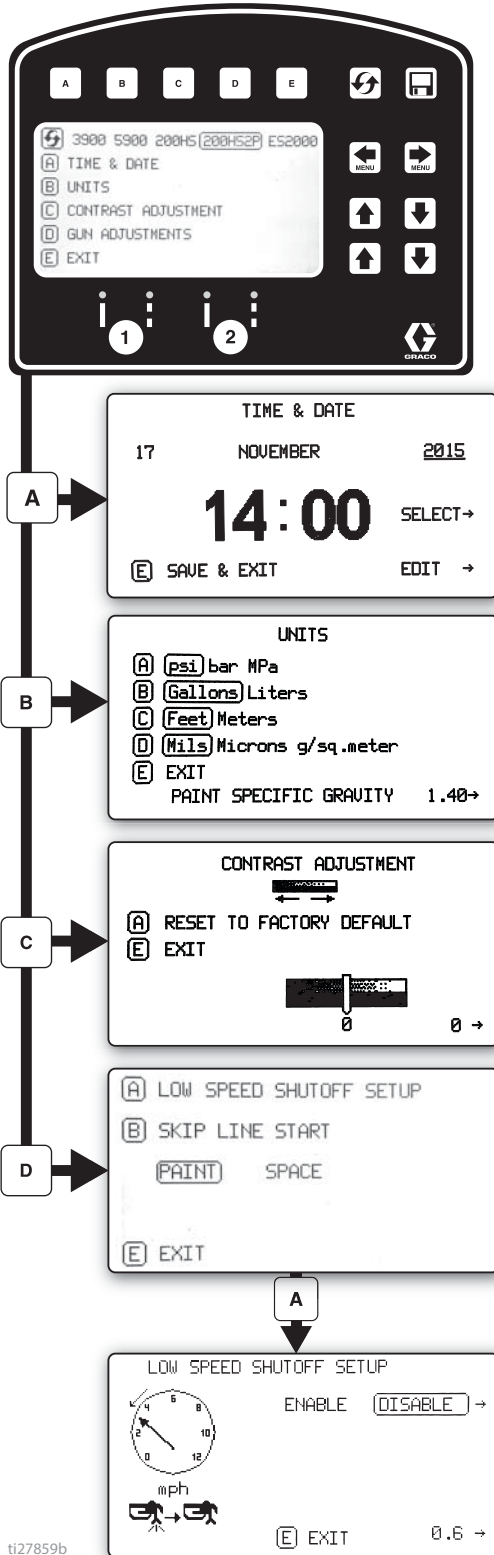 A B C D E
3900 5900 200HS 200HS2P ES2000
A TIME & DATE
B UNITS
C CONTRAST ADJUSTMENT
D GUN ADJUSTMENTS
E EXIT
MENU MENU
1 2
GRACO
A
TIME & DATE
17 NOVEMBER 2015
14:00 SELECT→
E SAVE & EXIT EDIT →
B
UNITS
A psi bar MPa
B Gallons Liters
C Feet Meters
D Mils Microns g/sq.meter
E EXIT
PAINT SPECIFIC GRAVITY 1.40→
C
CONTRAST ADJUSTMENT
A RESET TO FACTORY DEFAULT
E EXIT
0 0 →
D
A LOW SPEED SHUTOFF SETUP
B SKIP LINE START
PAINT SPACE
E EXIT
A
LOW SPEED SHUTOFF SETUP
ENABLE DISABLE →
0 2 4 6 8 10 12
mph
E EXIT 0.6 →
ti27859b